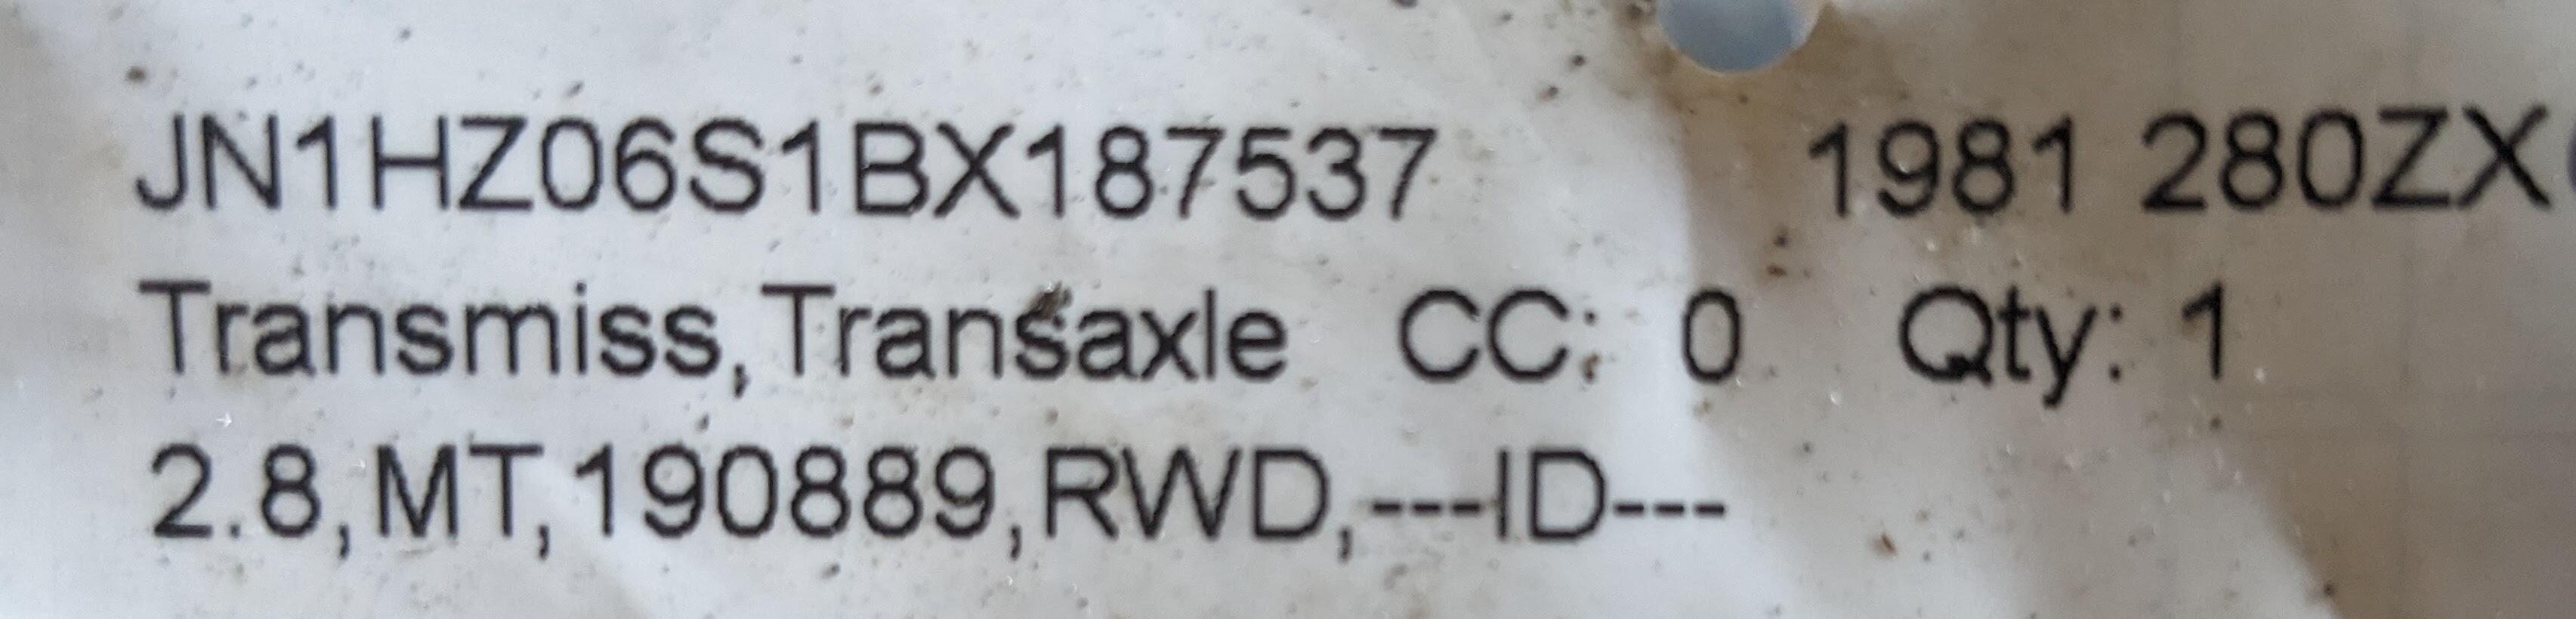 JN1HZ06S1BX187537 1981 280ZX
Transmiss,Transaxle CC: 0 Qty: 1
2.8,MT,190889,RWD,---ID---